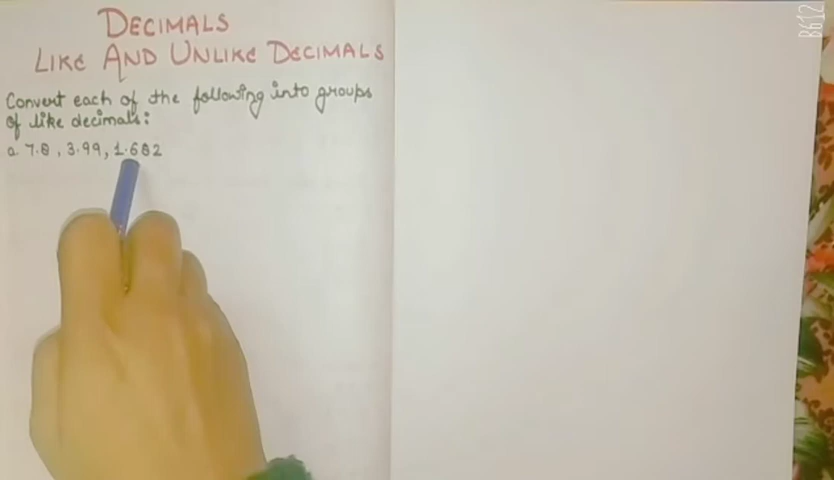 DECIMALS
LIKE AND UNLIKE DECIMALS
Convert each of the following into groups
of like decimals:
a. 7.8, 3.99, 1.682
B612